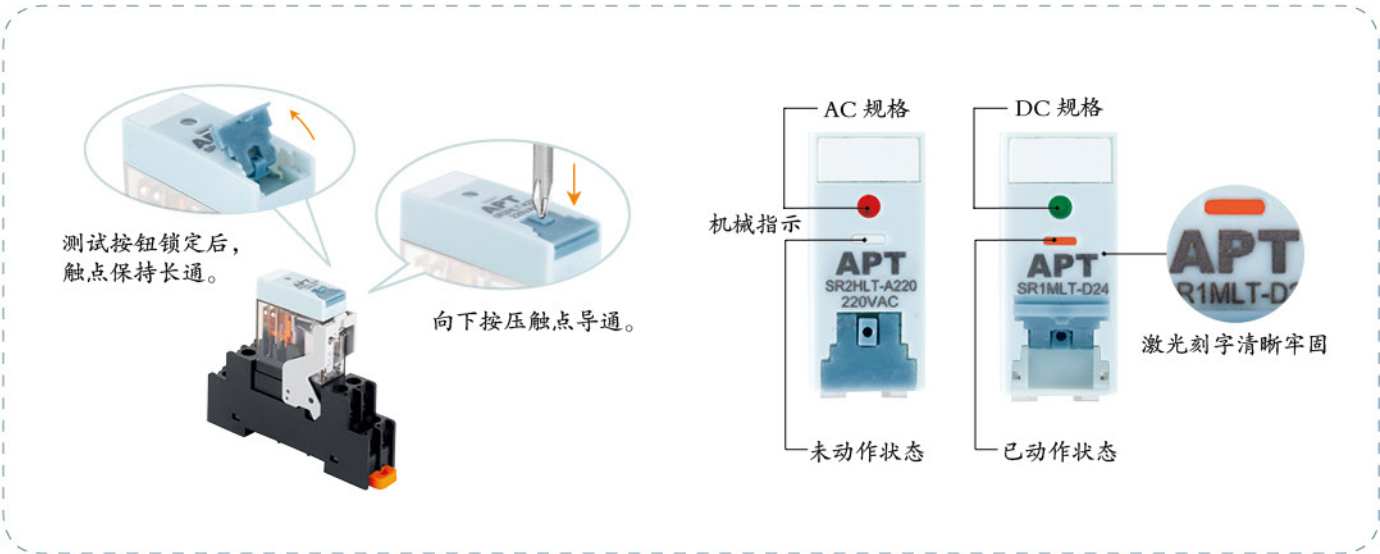 测试按钮锁定后，
触点保持长通。
向下按压触点导通。
AC 规格
DC 规格
机械指示
APT
SR2HLT-A220
220VAC
APT
SR1MLT-D24
APT
R1MLT-D2
激光刻字清晰牢固
未动作状态
已动作状态
APT